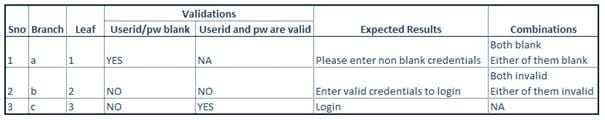 Validations
Sno Branch Leaf Userid/pw blank Userid and pw are valid Expected Results Combinations
Both blank
1 a 1 YES NA Please enter non blank credentials Either of them blank
Both invalid
2 b 2 NO NO Enter valid credentials to login Either of them invalid
3 c 3 NO YES Login NA